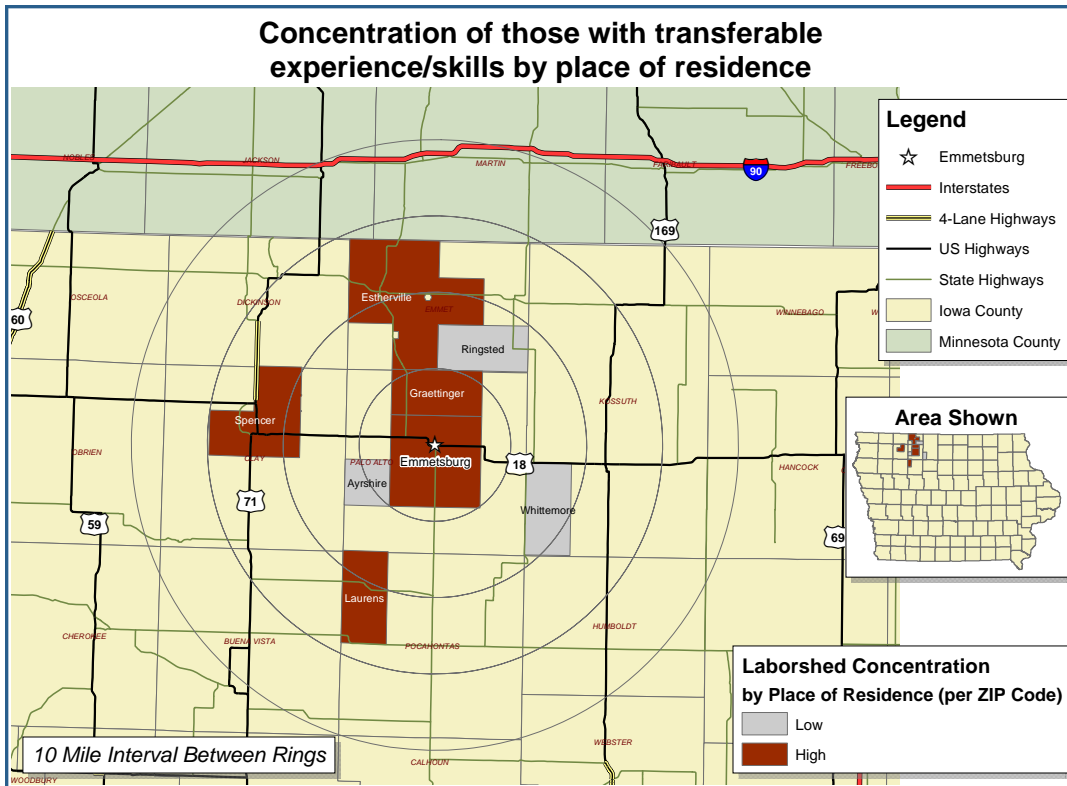 Concentration of those with transferable
experience/skills by place of residence
Legend
Emmetsburg
Interstates
4-Lane Highways
US Highways
State Highways
Iowa County
Minnesota County
NOBLES
JACKSON
MARTIN
FARIBAULT
FREEBO
90
169
OSCEOLA
DICKINSON
Estherville
EMMET
WINNEBAGO
W
60
Ringsted
Graettinger
KOSSUTH
Spencer
OBRIEN
CLAY
PALO ALTO
Emmetsburg
18
HANCOCK
Ayrshire
Whittemore
71
59
69
Area Shown
Laurens
CHEROKEE
BUENA VISTA
POCAHONTAS
HUMBOLDT
Laborshed Concentration
by Place of Residence (per ZIP Code)
Low
High
10 Mile Interval Between Rings
WEBSTER
CALHOUN
WOODBURY